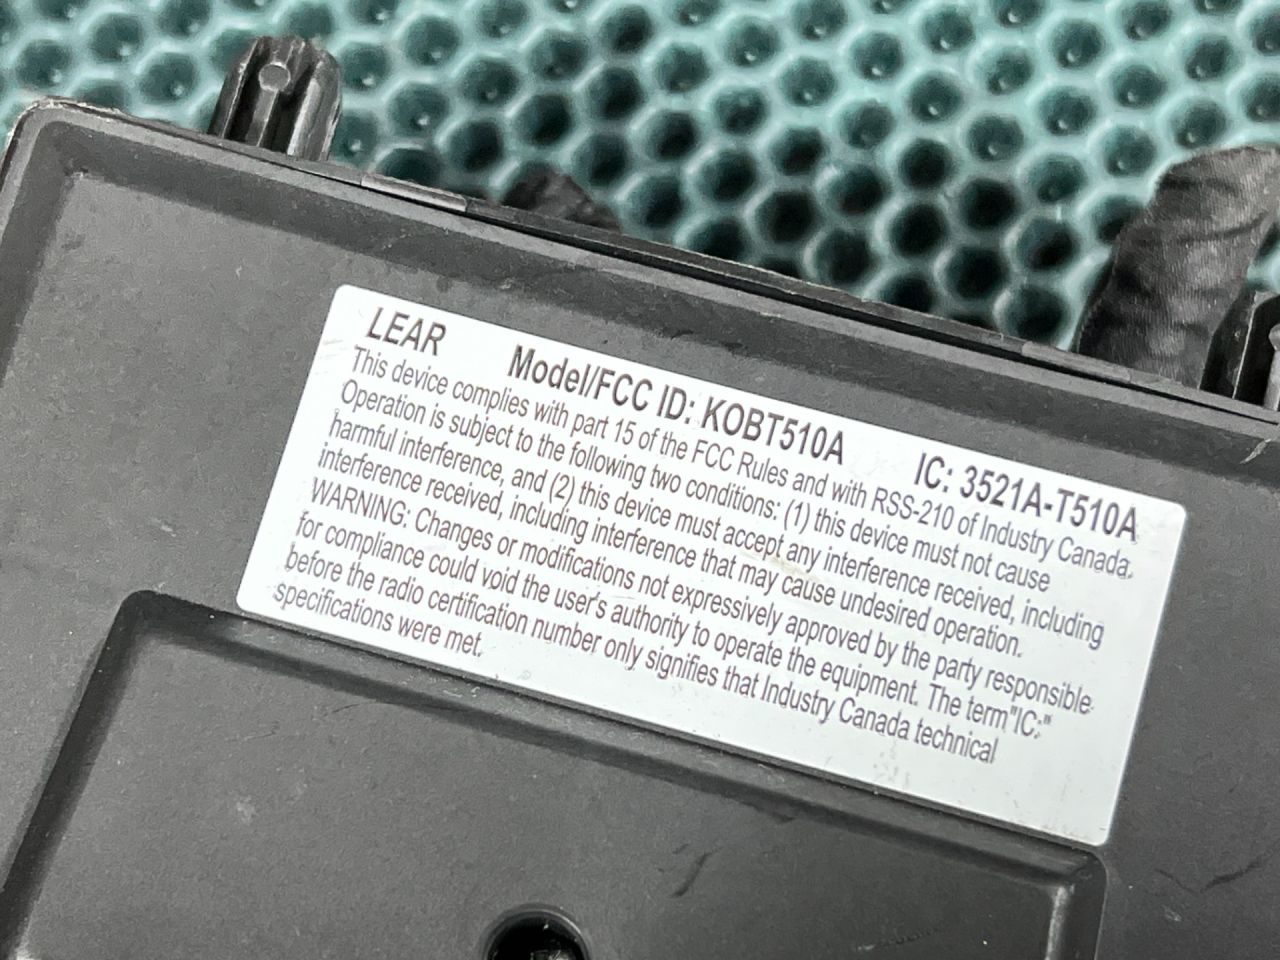 LEAR Model/FCC ID: KOBT510A IC: 3521A-T510A
This device complies with part 15 of the FCC Rules and with RSS-210 of Industry Canada.
Operation is subject to the following two conditions: (1) this device must not cause
harmful interference, and (2) this device must accept any interference received, including
interference received, including interference that may cause undesired operation.
WARNING: Changes or modifications not expressively approved by the party responsible
for compliance could void the user's authority to operate the equipment. The term"IC:"
before the radio certification number only signifies that Industry Canada technical
specifications were met.